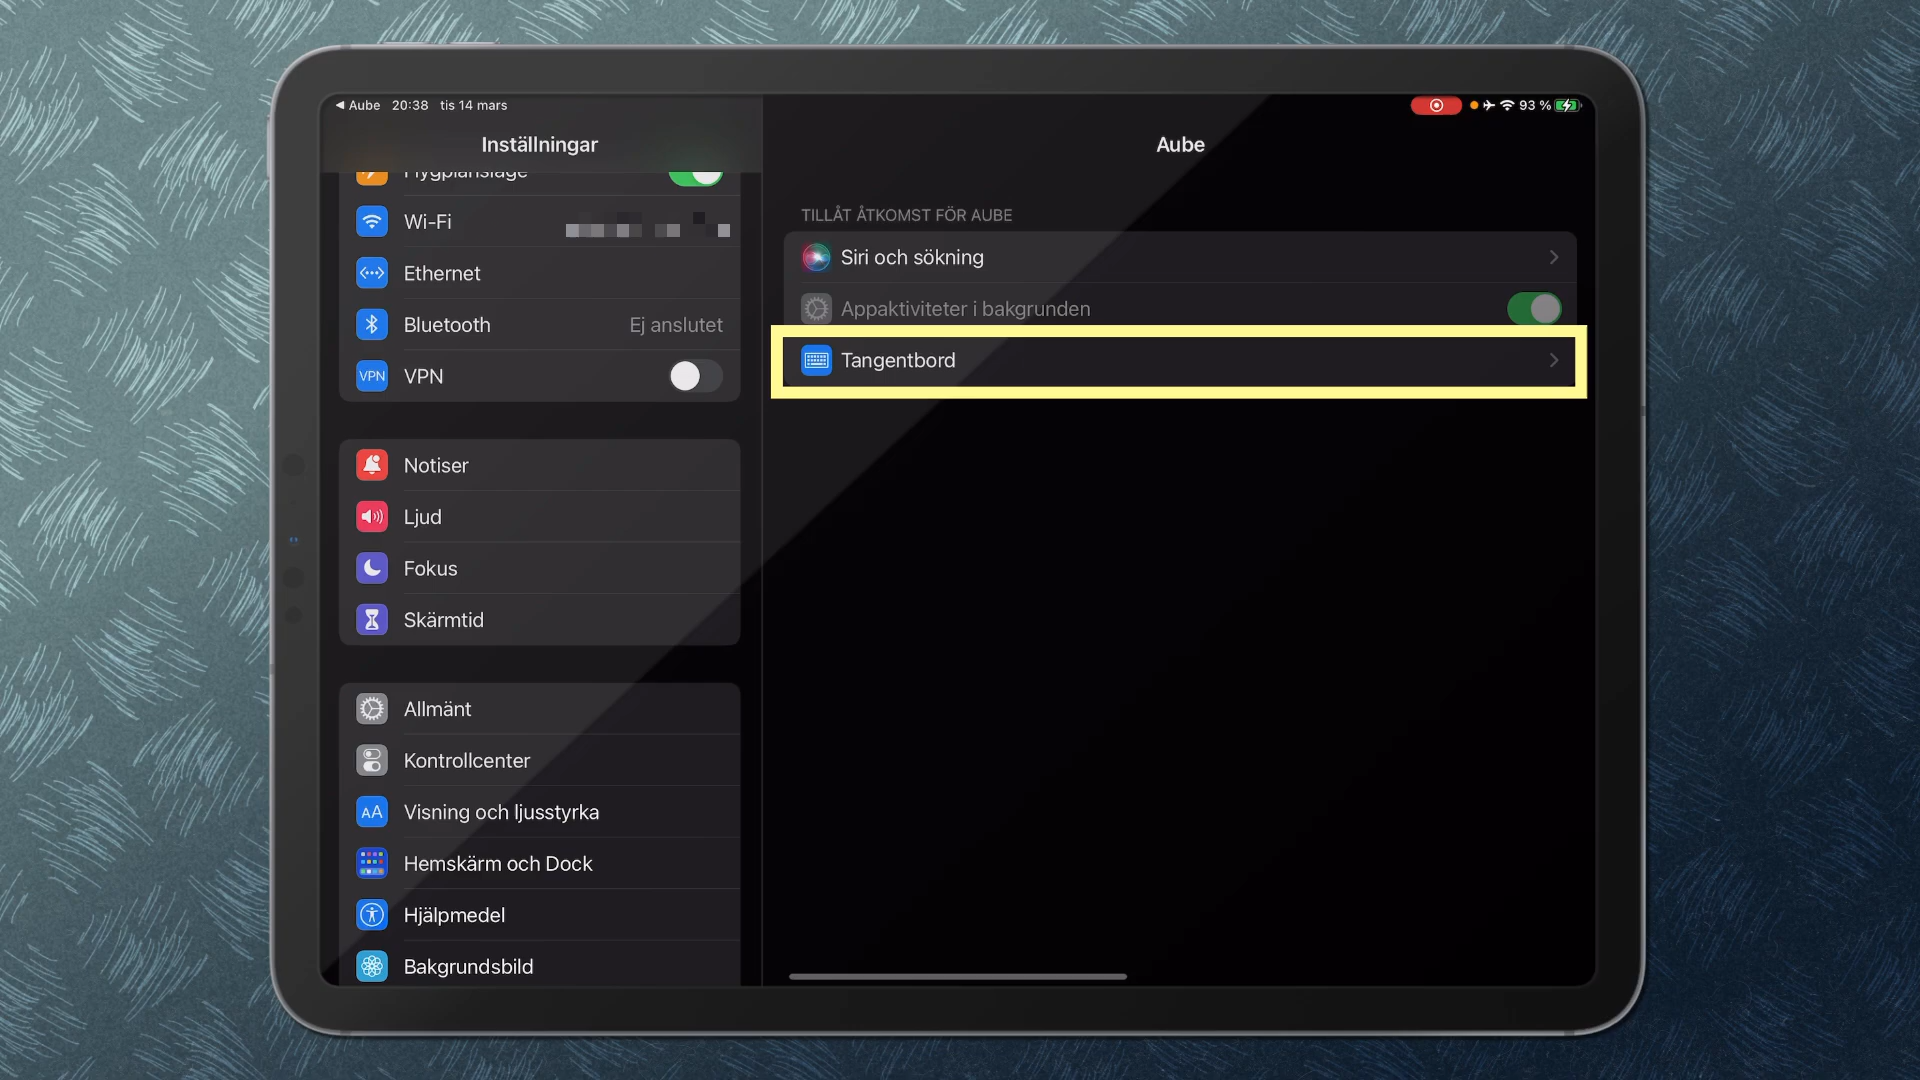 Aube 20:38 tis 14 mars
93 %
Inställningar
Aube
Flygplansläge
Wi-Fi
Ethernet
Bluetooth Ej anslutet
VPN VPN
Notiser
Ljud
Fokus
Skärmtid
Allmänt
Kontrollcenter
AA Visning och ljusstyrka
Hemskärm och Dock
Hjälpmedel
Bakgrundsbild
TILLÅT ÅTKOMST FÖR AUBE
Siri och sökning
Appaktiviteter i bakgrunden
Tangentbord